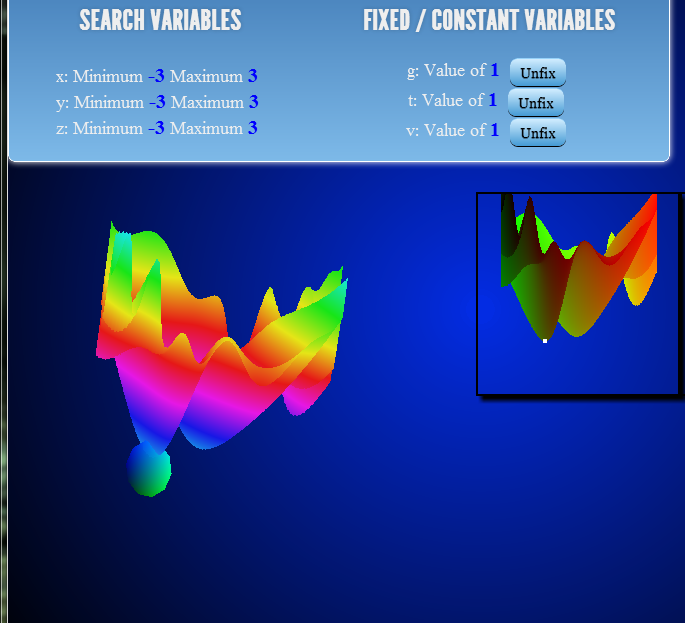 SEARCH VARIABLES
x: Minimum -3 Maximum 3
y: Minimum -3 Maximum 3
z: Minimum -3 Maximum 3
FIXED / CONSTANT VARIABLES
g: Value of 1 Unfix
t: Value of 1 Unfix
v: Value of 1 Unfix